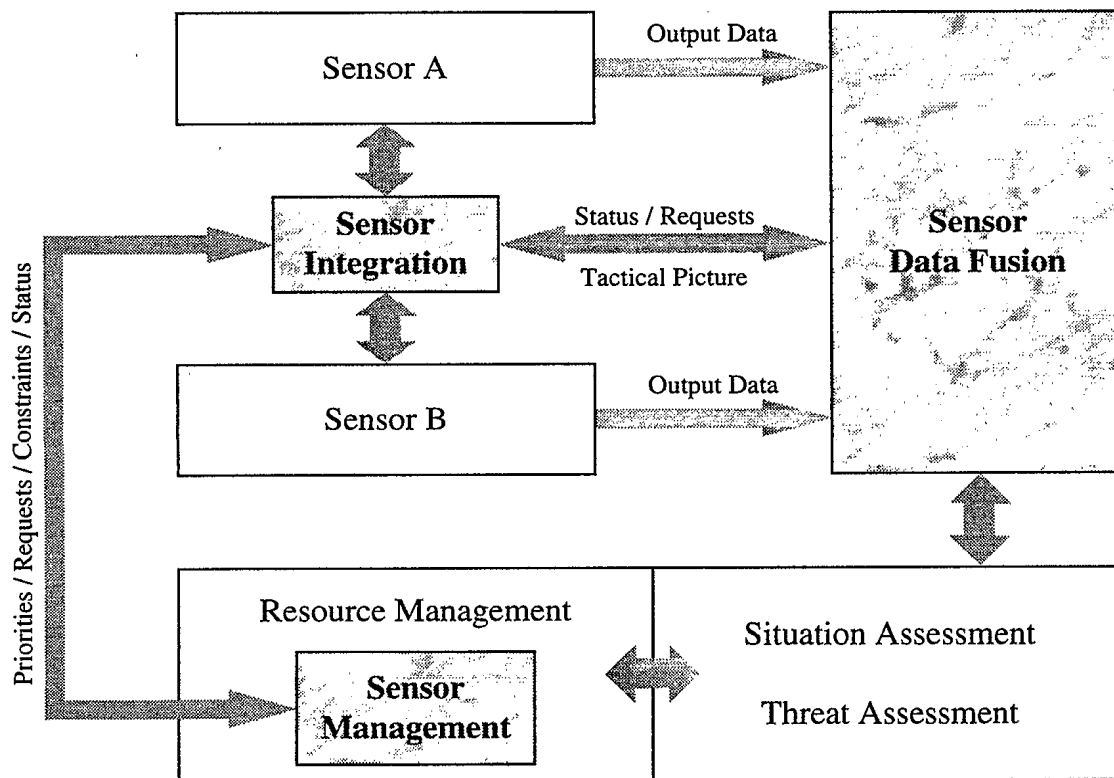 Output Data
Sensor A
Sensor
Integration
Status / Requests
Tactical Picture
Sensor
Data Fusion
Output Data
Sensor B
Priorities / Requests / Constraints / Status
Resource Management
Sensor
Management
Situation Assessment
Threat Assessment